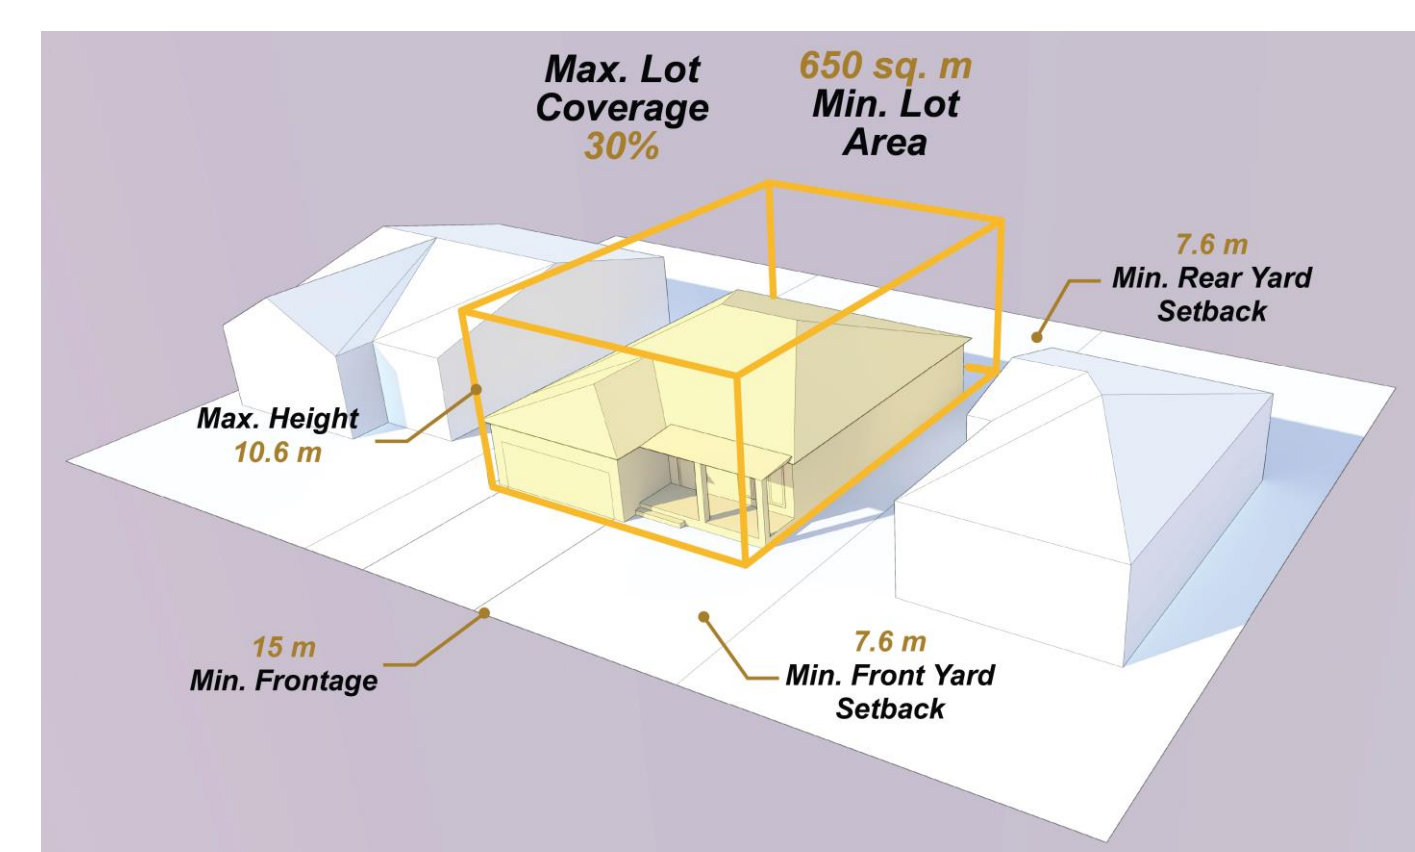 Max. Lot
Coverage
30%
650 sq. m
Min. Lot
Area
7.6 m
Min. Rear Yard
Setback
Max. Height
10.6 m
15 m
Min. Frontage
7.6 m
Min. Front Yard
Setback